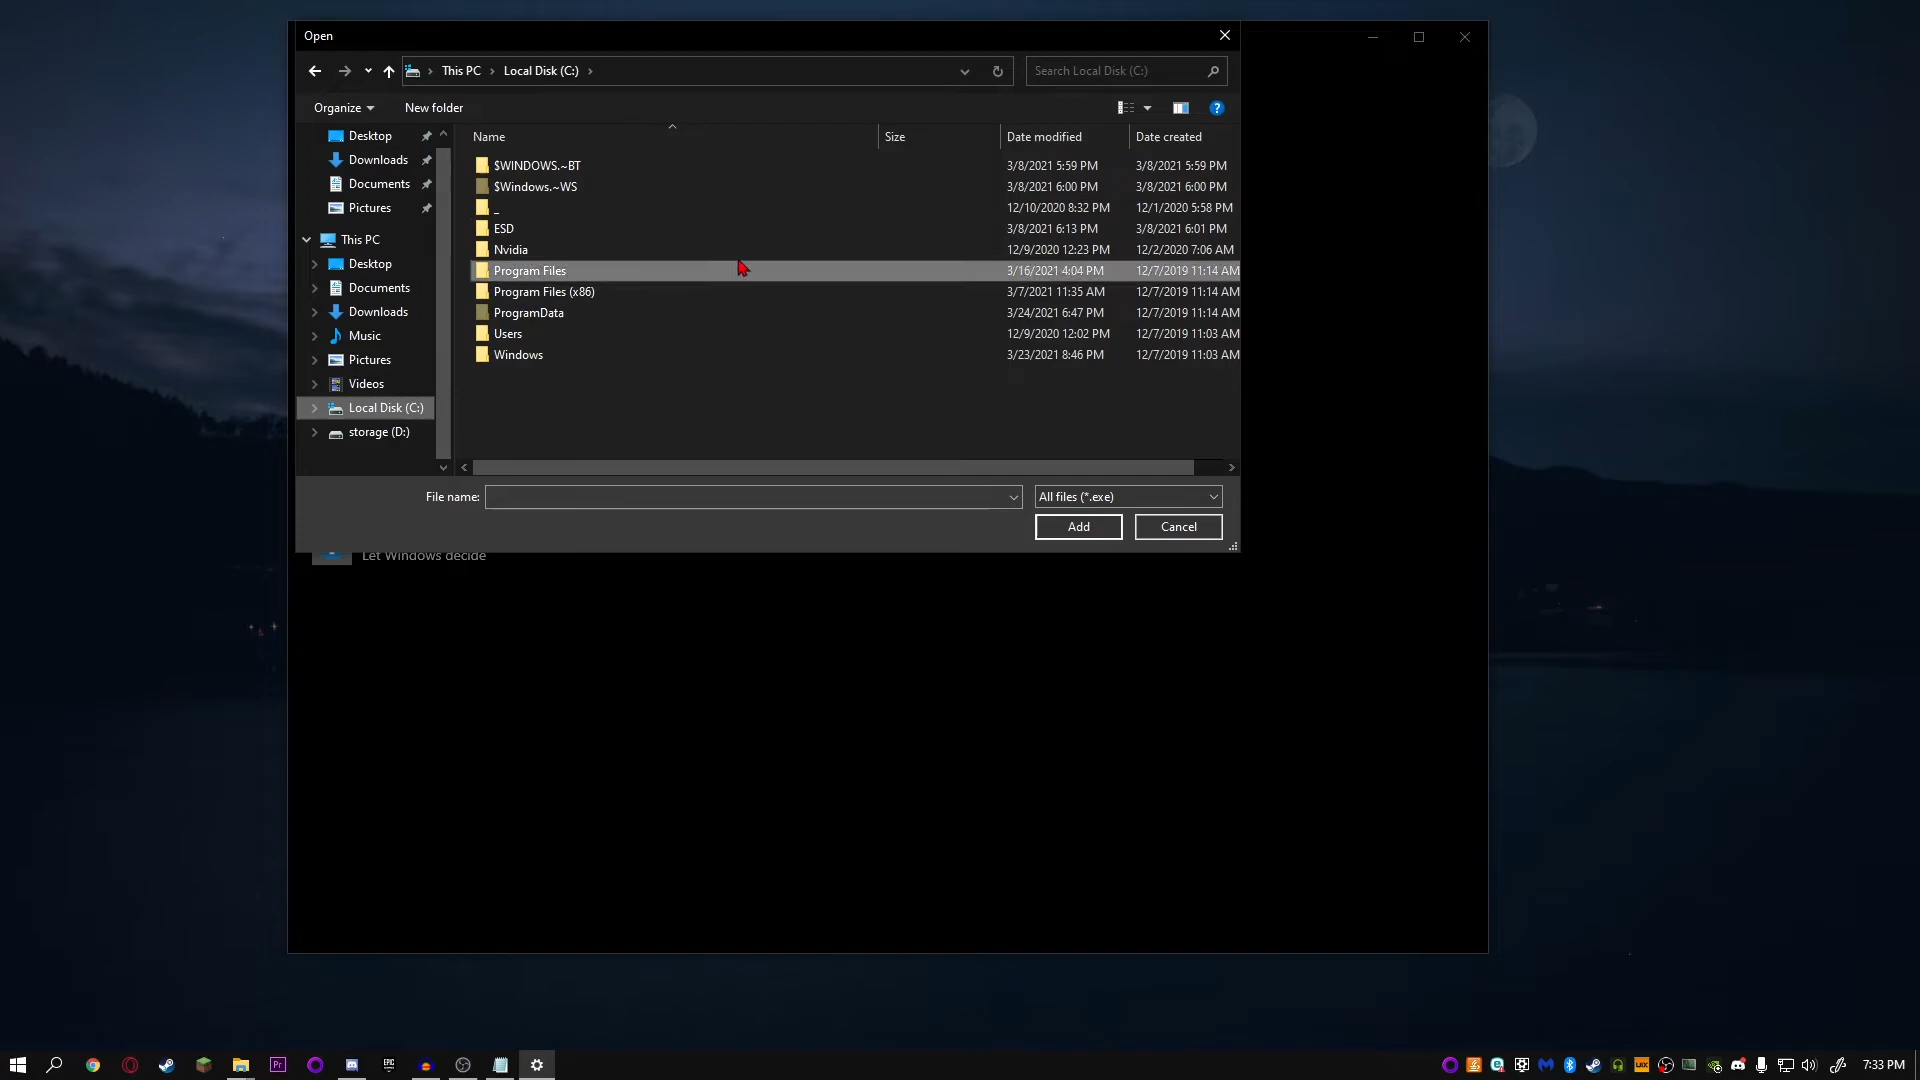 Open
This PC
Local Disk (C:)
Search Local Disk (C:)
Organize
New folder
Name
Size
Date modified
Date created
Desktop
Downloads
Documents
Pictures
This PC
Desktop
Documents
Downloads
Music
Pictures
Videos
Local Disk (C:)
storage (D:)
$WINDOWS.~BT 3/8/2021 5:59 PM 3/8/2021 5:59 PM
$Windows.~WS 3/8/2021 6:00 PM 3/8/2021 6:00 PM
_ 12/10/2020 8:32 PM 12/1/2020 5:58 PM
ESD 3/8/2021 6:13 PM 3/8/2021 6:01 PM
Nvidia 12/9/2020 12:23 PM 12/2/2020 7:06 AM
Program Files 3/16/2021 4:04 PM 12/7/2019 11:14 AM
Program Files (x86) 3/7/2021 11:35 AM 12/7/2019 11:14 AM
ProgramData 3/24/2021 6:47 PM 12/7/2019 11:14 AM
Users 12/9/2020 12:02 PM 12/7/2019 11:03 AM
Windows 3/23/2021 8:46 PM 12/7/2019 11:03 AM
File name:
All files (*.exe)
Add
Cancel
Let Windows decide
Pr
EPIC
UIX
7:33 PM